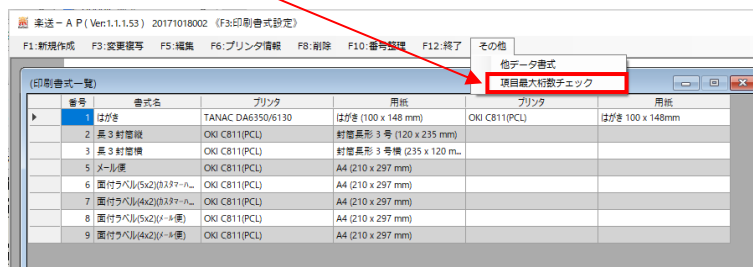 楽送－ＡＰ( Ver:1.1.1.53 ) 20171018002 《F3:印刷書式設定》
F1:新規作成 F3:変更複写 F5:編集 F6:プリンタ情報 F8:削除 F10:番号整理 F12:終了 その他
他データ書式
項目最大桁数チェック
(印刷書式一覧)
番号 書式名 プリンタ 用紙 プリンタ 用紙
1 はがき TANAC DA6350/6130 はがき (100 x 148 mm) OKI C811(PCL) はがき 100 x 148mm
2 長３封筒縦 OKI C811(PCL) 封筒長形 3 号 (120 x 235 mm)
3 長３封筒横 OKI C811(PCL) 封筒長形 3 号横 (235 x 120 m...
5 メール便 OKI C811(PCL) A4 (210 x 297 mm)
6 面付ラベル(5x2)(ｶｽﾀﾏｰﾊ... OKI C811(PCL) A4 (210 x 297 mm)
7 面付ラベル(4x2)(ｶｽﾀﾏｰﾊ... OKI C811(PCL) A4 (210 x 297 mm)
8 面付ラベル(5x2)(ﾒｰﾙ便) OKI C811(PCL) A4 (210 x 297 mm)
9 面付ラベル(4x2)(ﾒｰﾙ便) OKI C811(PCL) A4 (210 x 297 mm)